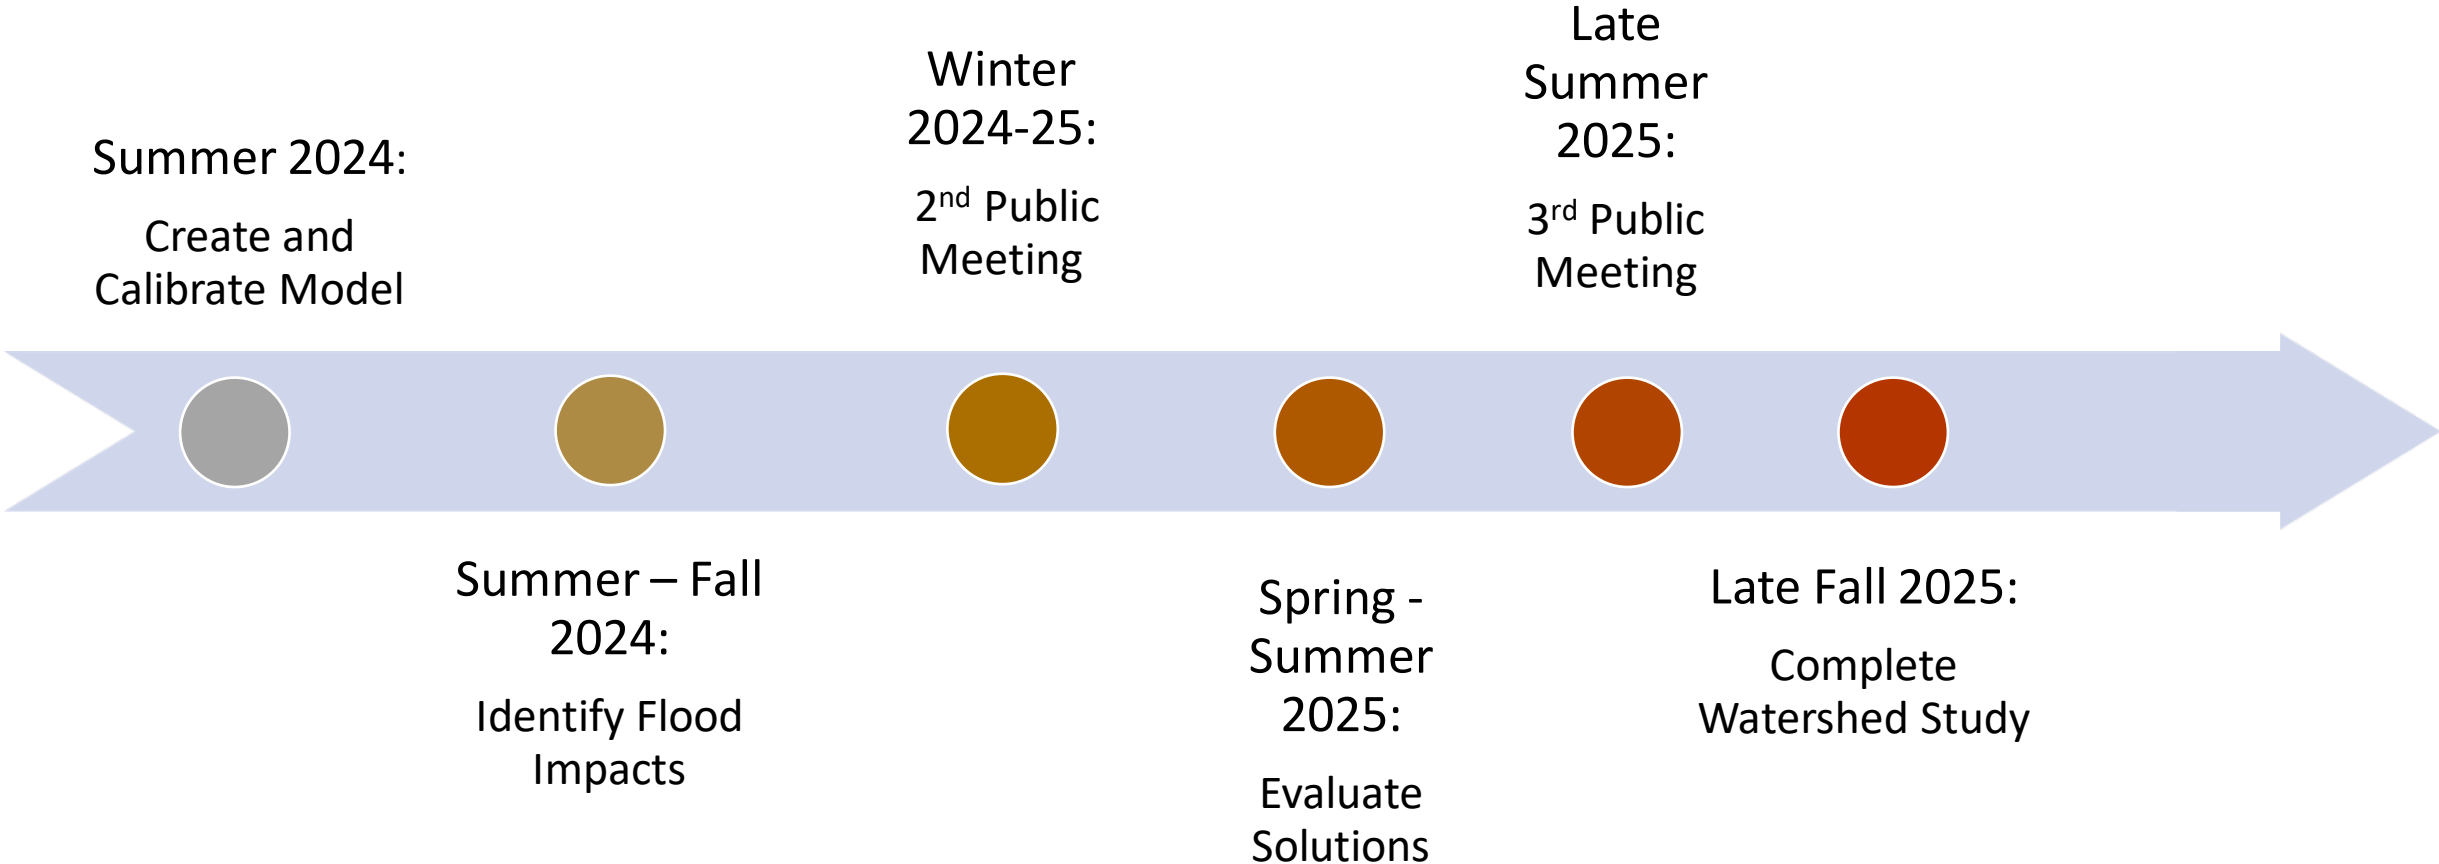 Summer 2024:
Create and
Calibrate Model
Summer – Fall
2024:
Identify Flood
Impacts
Winter
2024-25:
2nd Public
Meeting
Spring -
Summer
2025:
Evaluate
Solutions
Late
Summer
2025:
3rd Public
Meeting
Late Fall 2025:
Complete
Watershed Study